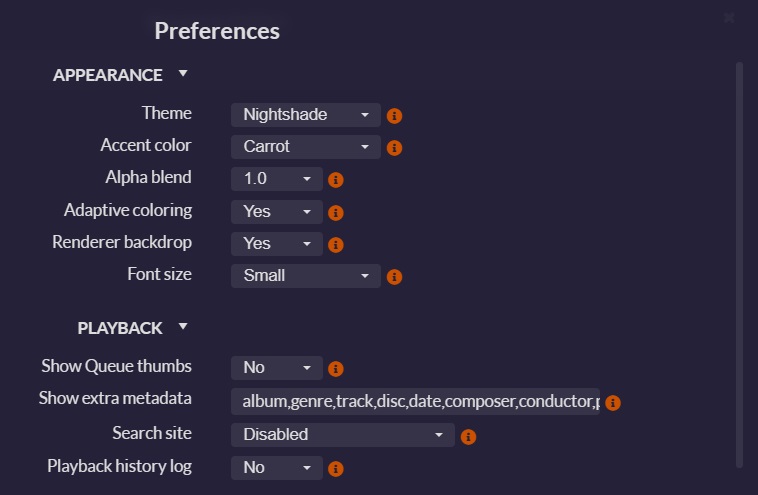 Preferences
APPEARANCE
Theme Nightshade
Accent color Carrot
Alpha blend 1.0
Adaptive coloring Yes
Renderer backdrop Yes
Font size Small
PLAYBACK
Show Queue thumbs No
Show extra metadata album,genre,track,disc,date,composer,conductor,
Search site Disabled
Playback history log No